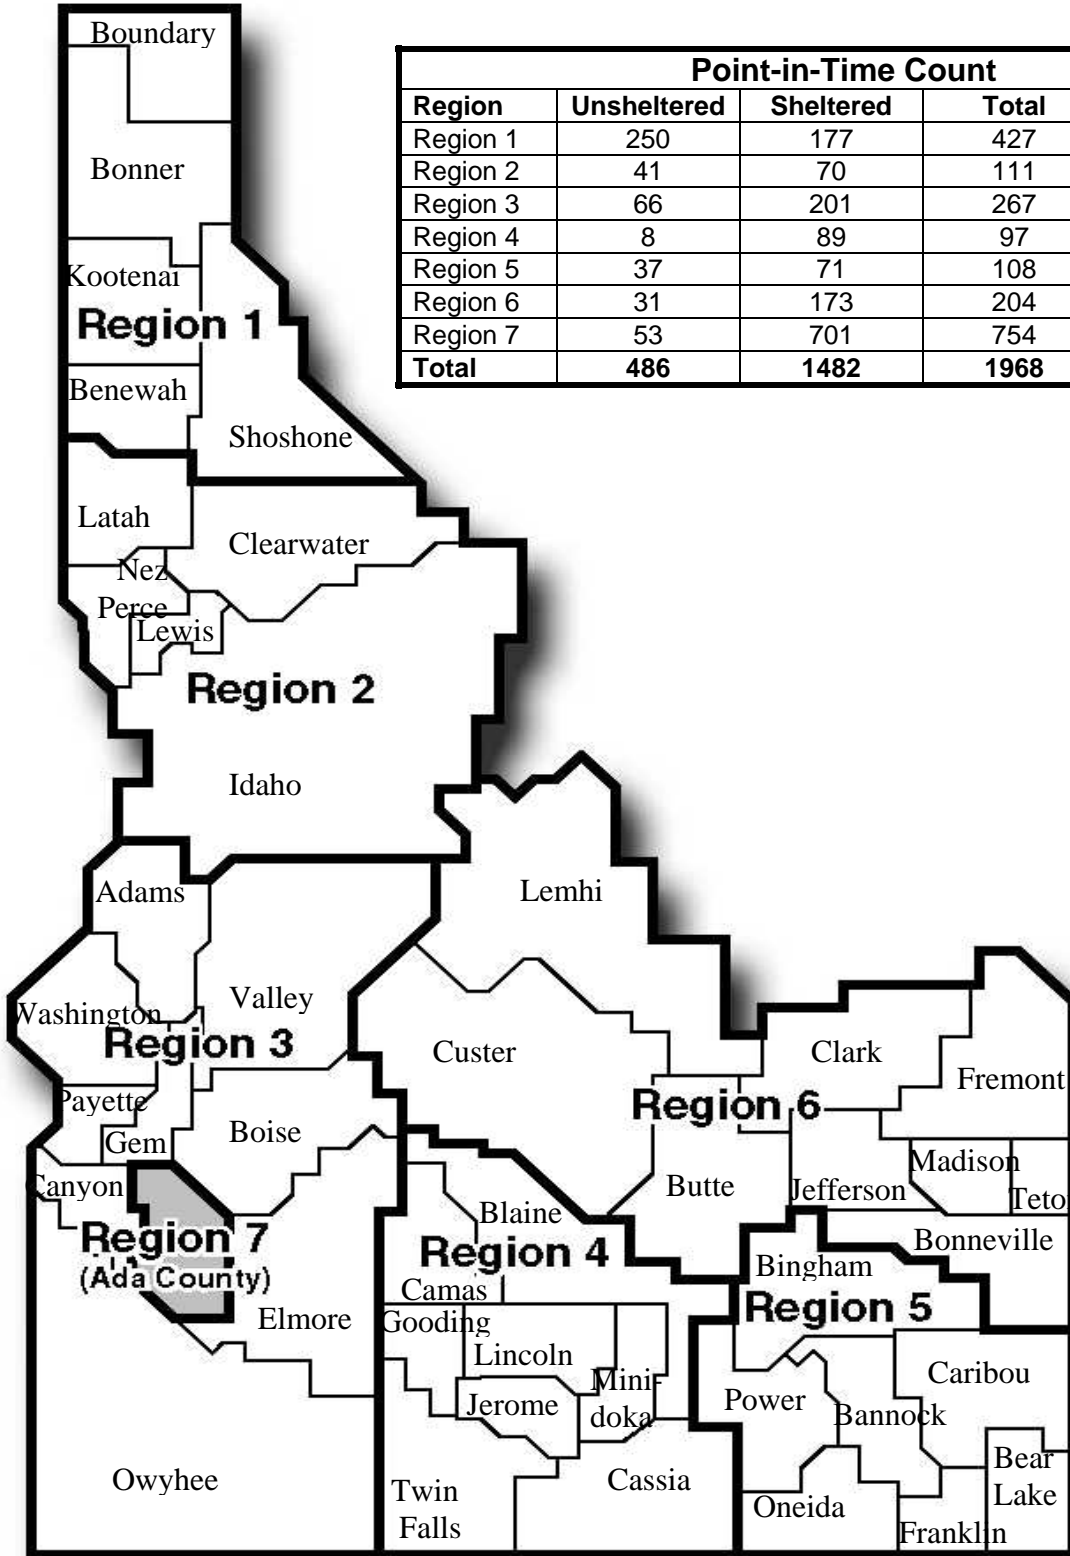 Boundary
Point-in-Time Count
Region Unsheltered Sheltered Total
Region 1 250 177 427
Region 2 41 70 111
Region 3 66 201 267
Region 4 8 89 97
Region 5 37 71 108
Region 6 31 173 204
Region 7 53 701 754
Total 486 1482 1968
Bonner
Kootenai
Region 1
Benewah
Shoshone
Latah
Clearwater
Nez
Perce
Lewis
Region 2
Idaho
Adams
Lemhi
Valley
Washington
Region 3
Custer
Clark
Fremont
Payette
Region 6
Gem
Boise
Madison
Canyon
Butte
Jefferson
Teto
Blaine
Region 7
(Ada County)
Region 4
Bonneville
Bingham
Camas
Region 5
Gooding
Elmore
Lincoln
Caribou
Mini-
doka
Jerome
Power
Bannock
Owyhee
Cassia
Bear
Lake
Twin
Falls
Oneida
Franklin